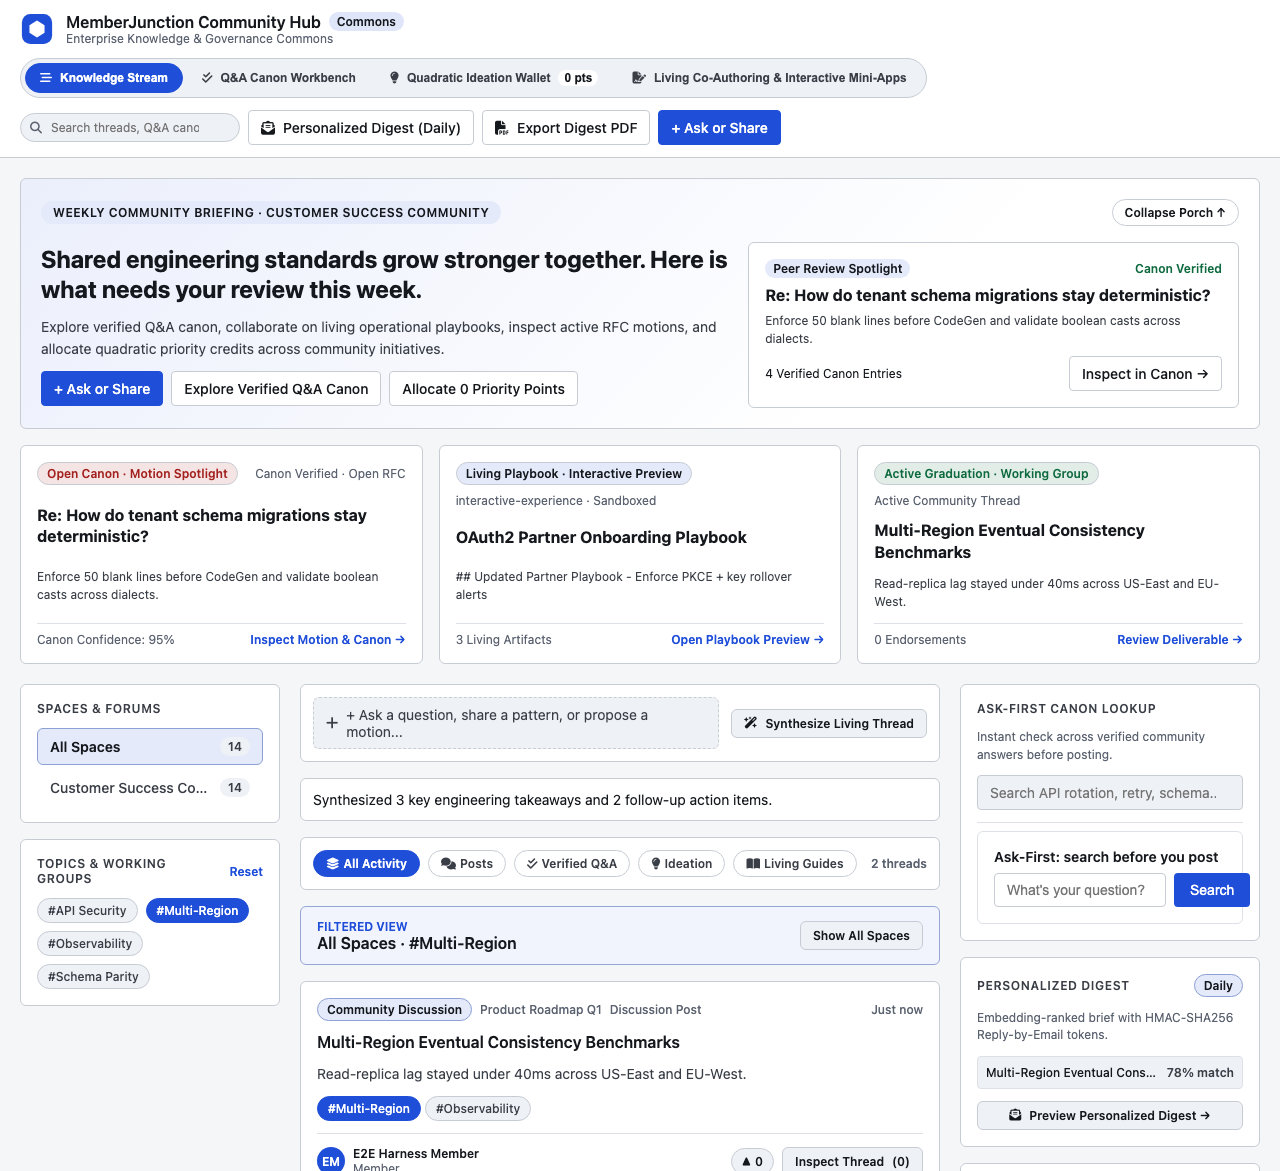 MemberJunction Community Hub
Commons
Enterprise Knowledge & Governance Commons
Knowledge Stream
Q&A Canon Workbench
Quadratic Ideation Wallet
0 pts
Living Co-Authoring & Interactive Mini-Apps
Search threads, Q&A canc
Personalized Digest (Daily)
Export Digest PDF
+ Ask or Share
WEEKLY COMMUNITY BRIEFING · CUSTOMER SUCCESS COMMUNITY
Collapse Porch ↑
Shared engineering standards grow stronger together. Here is
what needs your review this week.
Explore verified Q&A canon, collaborate on living operational playbooks, inspect active RFC motions, and
allocate quadratic priority credits across community initiatives.
+ Ask or Share
Explore Verified Q&A Canon
Allocate 0 Priority Points
Peer Review Spotlight
Canon Verified
Re: How do tenant schema migrations stay deterministic?
Enforce 50 blank lines before CodeGen and validate boolean casts across
dialects.
4 Verified Canon Entries
Inspect in Canon →
Open Canon · Motion Spotlight
Canon Verified · Open RFC
Re: How do tenant schema migrations stay
deterministic?
Enforce 50 blank lines before CodeGen and validate boolean
casts across dialects.
Canon Confidence: 95%
Inspect Motion & Canon →
Living Playbook · Interactive Preview
interactive-experience · Sandboxed
OAuth2 Partner Onboarding Playbook
## Updated Partner Playbook - Enforce PKCE + key rollover
alerts
3 Living Artifacts
Open Playbook Preview →
Active Graduation · Working Group
Active Community Thread
Multi-Region Eventual Consistency
Benchmarks
Read-replica lag stayed under 40ms across US-East and EU-
West.
0 Endorsements
Review Deliverable →
SPACES & FORUMS
All Spaces
14
Customer Success Co...
14
TOPICS & WORKING
GROUPS
Reset
#API Security
#Multi-Region
#Observability
#Schema Parity
+ Ask a question, share a pattern, or propose a
motion...
Synthesize Living Thread
Synthesized 3 key engineering takeaways and 2 follow-up action items.
All Activity
Posts
Verified Q&A
Ideation
Living Guides
2 threads
FILTERED VIEW
All Spaces · #Multi-Region
Show All Spaces
Community Discussion
Product Roadmap Q1
Discussion Post
Just now
Multi-Region Eventual Consistency Benchmarks
Read-replica lag stayed under 40ms across US-East and EU-West.
#Multi-Region
#Observability
EM
E2E Harness Member
Member
▲ 0
Inspect Thread (0)
ASK-FIRST CANON LOOKUP
Instant check across verified community
answers before posting.
Search API rotation, retry, schema..
Ask-First: search before you post
What's your question?
Search
PERSONALIZED DIGEST
Daily
Embedding-ranked brief with HMAC-SHA256
Reply-by-Email tokens.
Multi-Region Eventual Cons...
78% match
Preview Personalized Digest →